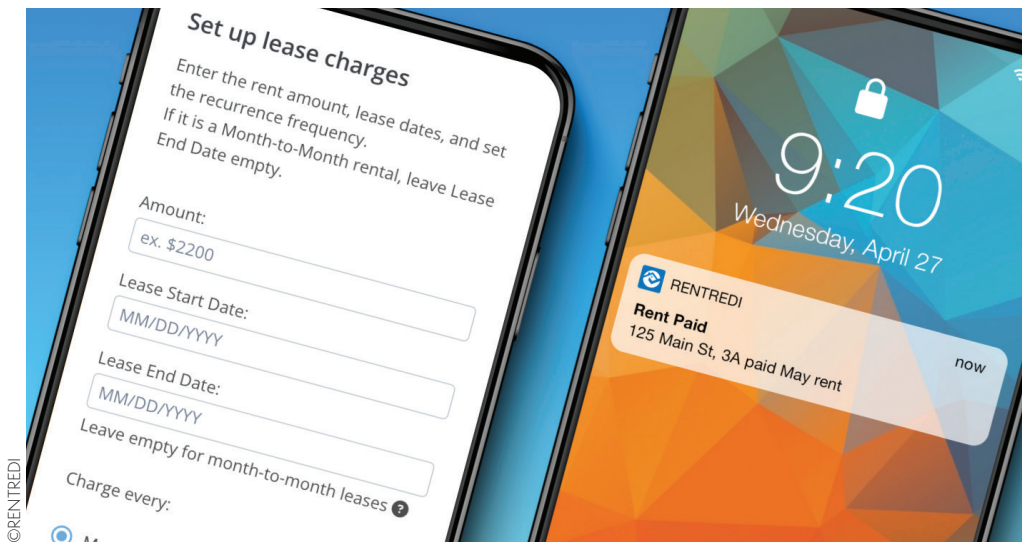 Set up lease charges
Enter the rent amount, lease dates, and set
the recurrence frequency.
If it is a Month-to-Month rental, leave Lease
End Date empty.
Amount:
ex. $2200
Lease Start Date:
MM/DD/YYYY
Lease End Date:
MM/DD/YYYY
Leave empty for month-to-month leases ?
Charge every:
9:20
Wednesday, April 27
RENTREDI
now
Rent Paid
125 Main St, 3A paid May rent
©RENTREDI